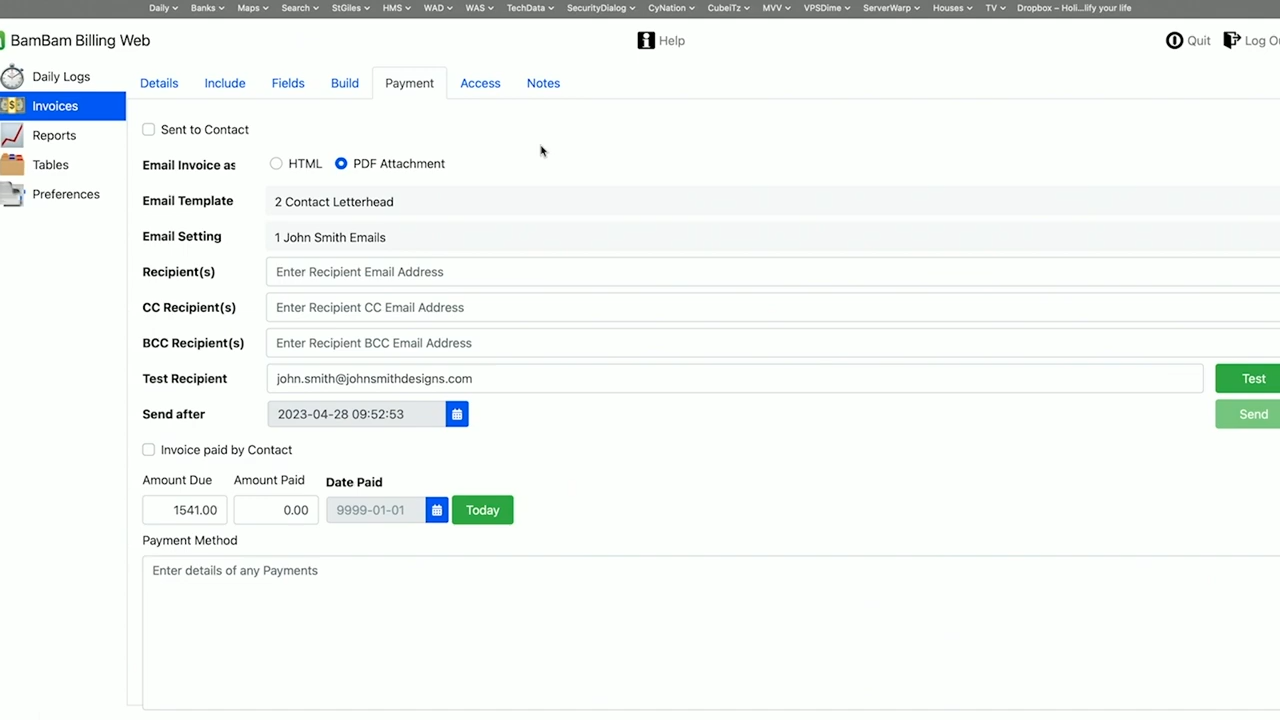 Daily Banks Maps Search StGiles HMS WAD WAS TechData SecurityDialog CyNation CubeiTz MVV VPSDime ServerWarp Houses TV Dropbox – Holi...lify your life
BamBam Billing Web Help Quit Log Ou
Daily Logs
Invoices
Reports
Tables
Preferences
Details Include Fields Build Payment Access Notes
Sent to Contact
Email Invoice as HTML PDF Attachment
Email Template 2 Contact Letterhead
Email Setting 1 John Smith Emails
Recipient(s) Enter Recipient Email Address
CC Recipient(s) Enter Recipient CC Email Address
BCC Recipient(s) Enter Recipient BCC Email Address
Test Recipient john.smith@johnsmithdesigns.com Test
Send after 2023-04-28 09:52:53 Send
Invoice paid by Contact
Amount Due Amount Paid Date Paid
1541.00 0.00 9999-01-01 Today
Payment Method
Enter details of any Payments